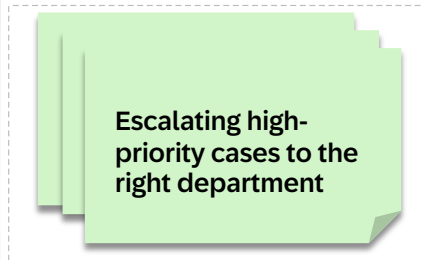 Escalating high-
priority cases to the
right department